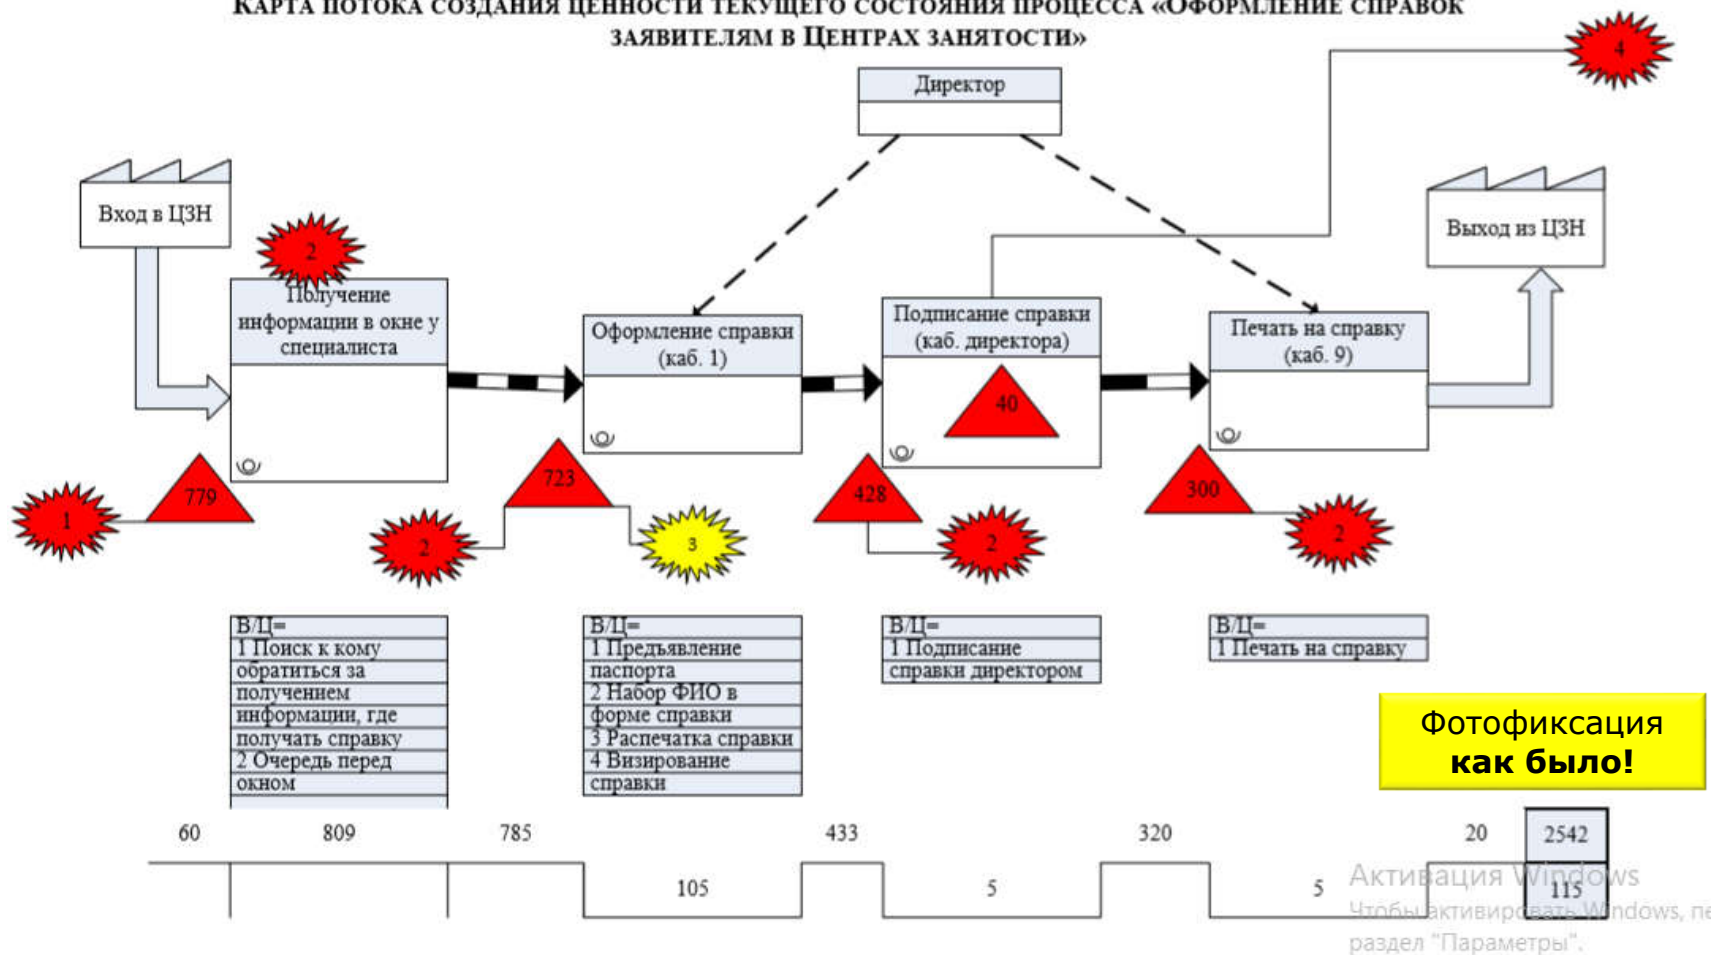 КАРТА ПОТОКА СОЗДАНИЯ ЦЕННОСТИ ТЕКУЩЕГО СОСТОЯНИЯ ПРОЦЕССА «ОФОРМЛЕНИЕ СПРАВОК
ЗАЯВИТЕЛЯМ В ЦЕНТРАХ ЗАНЯТОСТИ»
4
Директор
Вход в ЦЗН
Выход из ЦЗН
2
Получение
информации в окне у
специалиста
Оформление справки
(каб. 1)
Подписание справки
(каб. директора)
Печать на справку
(каб. 9)
40
1
779
2
723
3
428
2
300
2
В/Ц=
1 Поиск к кому
обратиться за
получением
информации, где
получать справку
2 Очередь перед
окном
В/Ц=
1 Предъявление
паспорта
2 Набор ФИО в
форме справки
3 Распечатка справки
4 Визирование
справки
В/Ц=
1 Подписание
справки директором
В/Ц=
1 Печать на справку
Фотофиксация
как было!
60 809 785 433 320 20 2542
105 5 5 115
Активация Windows
Чтобы активировать Windows, пе
раздел "Параметры".